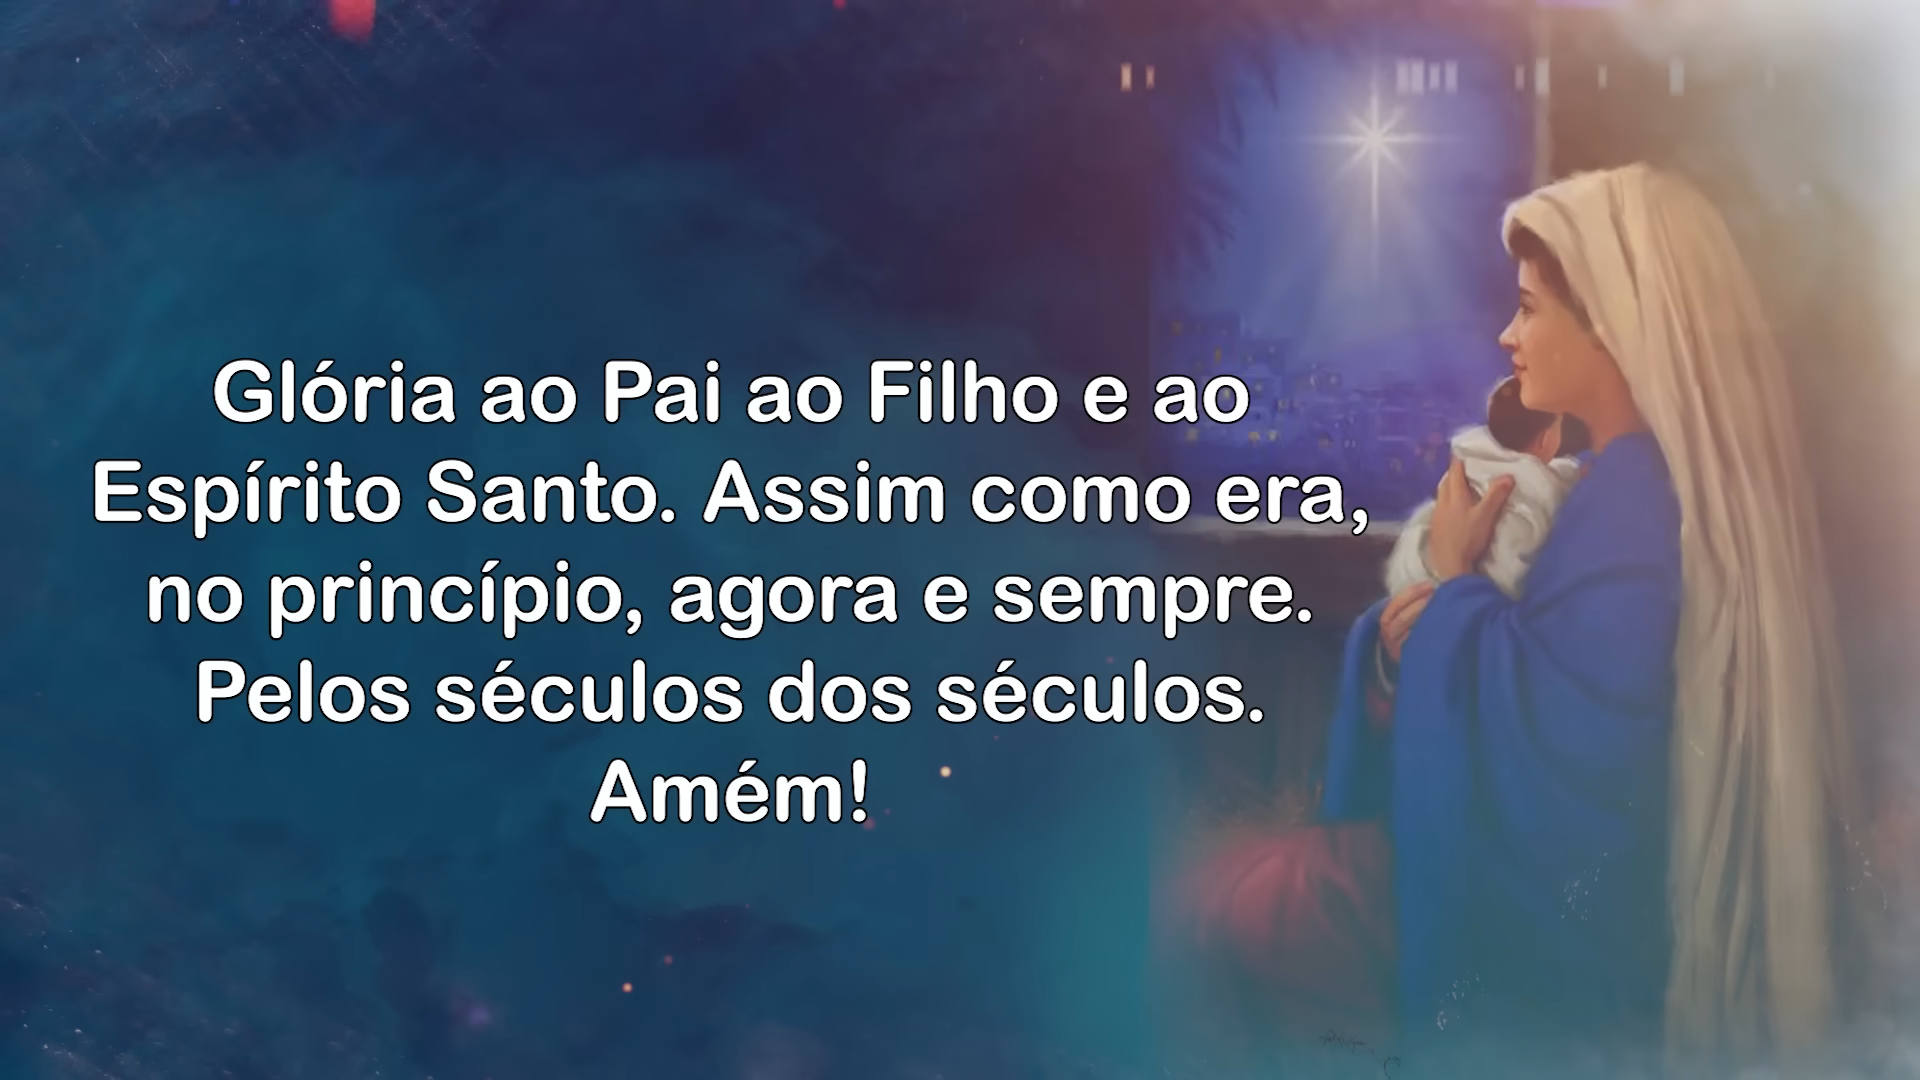 Glória ao Pai ao Filho e ao
Espírito Santo. Assim como era,
no princípio, agora e sempre.
Pelos séculos dos séculos.
Amém!